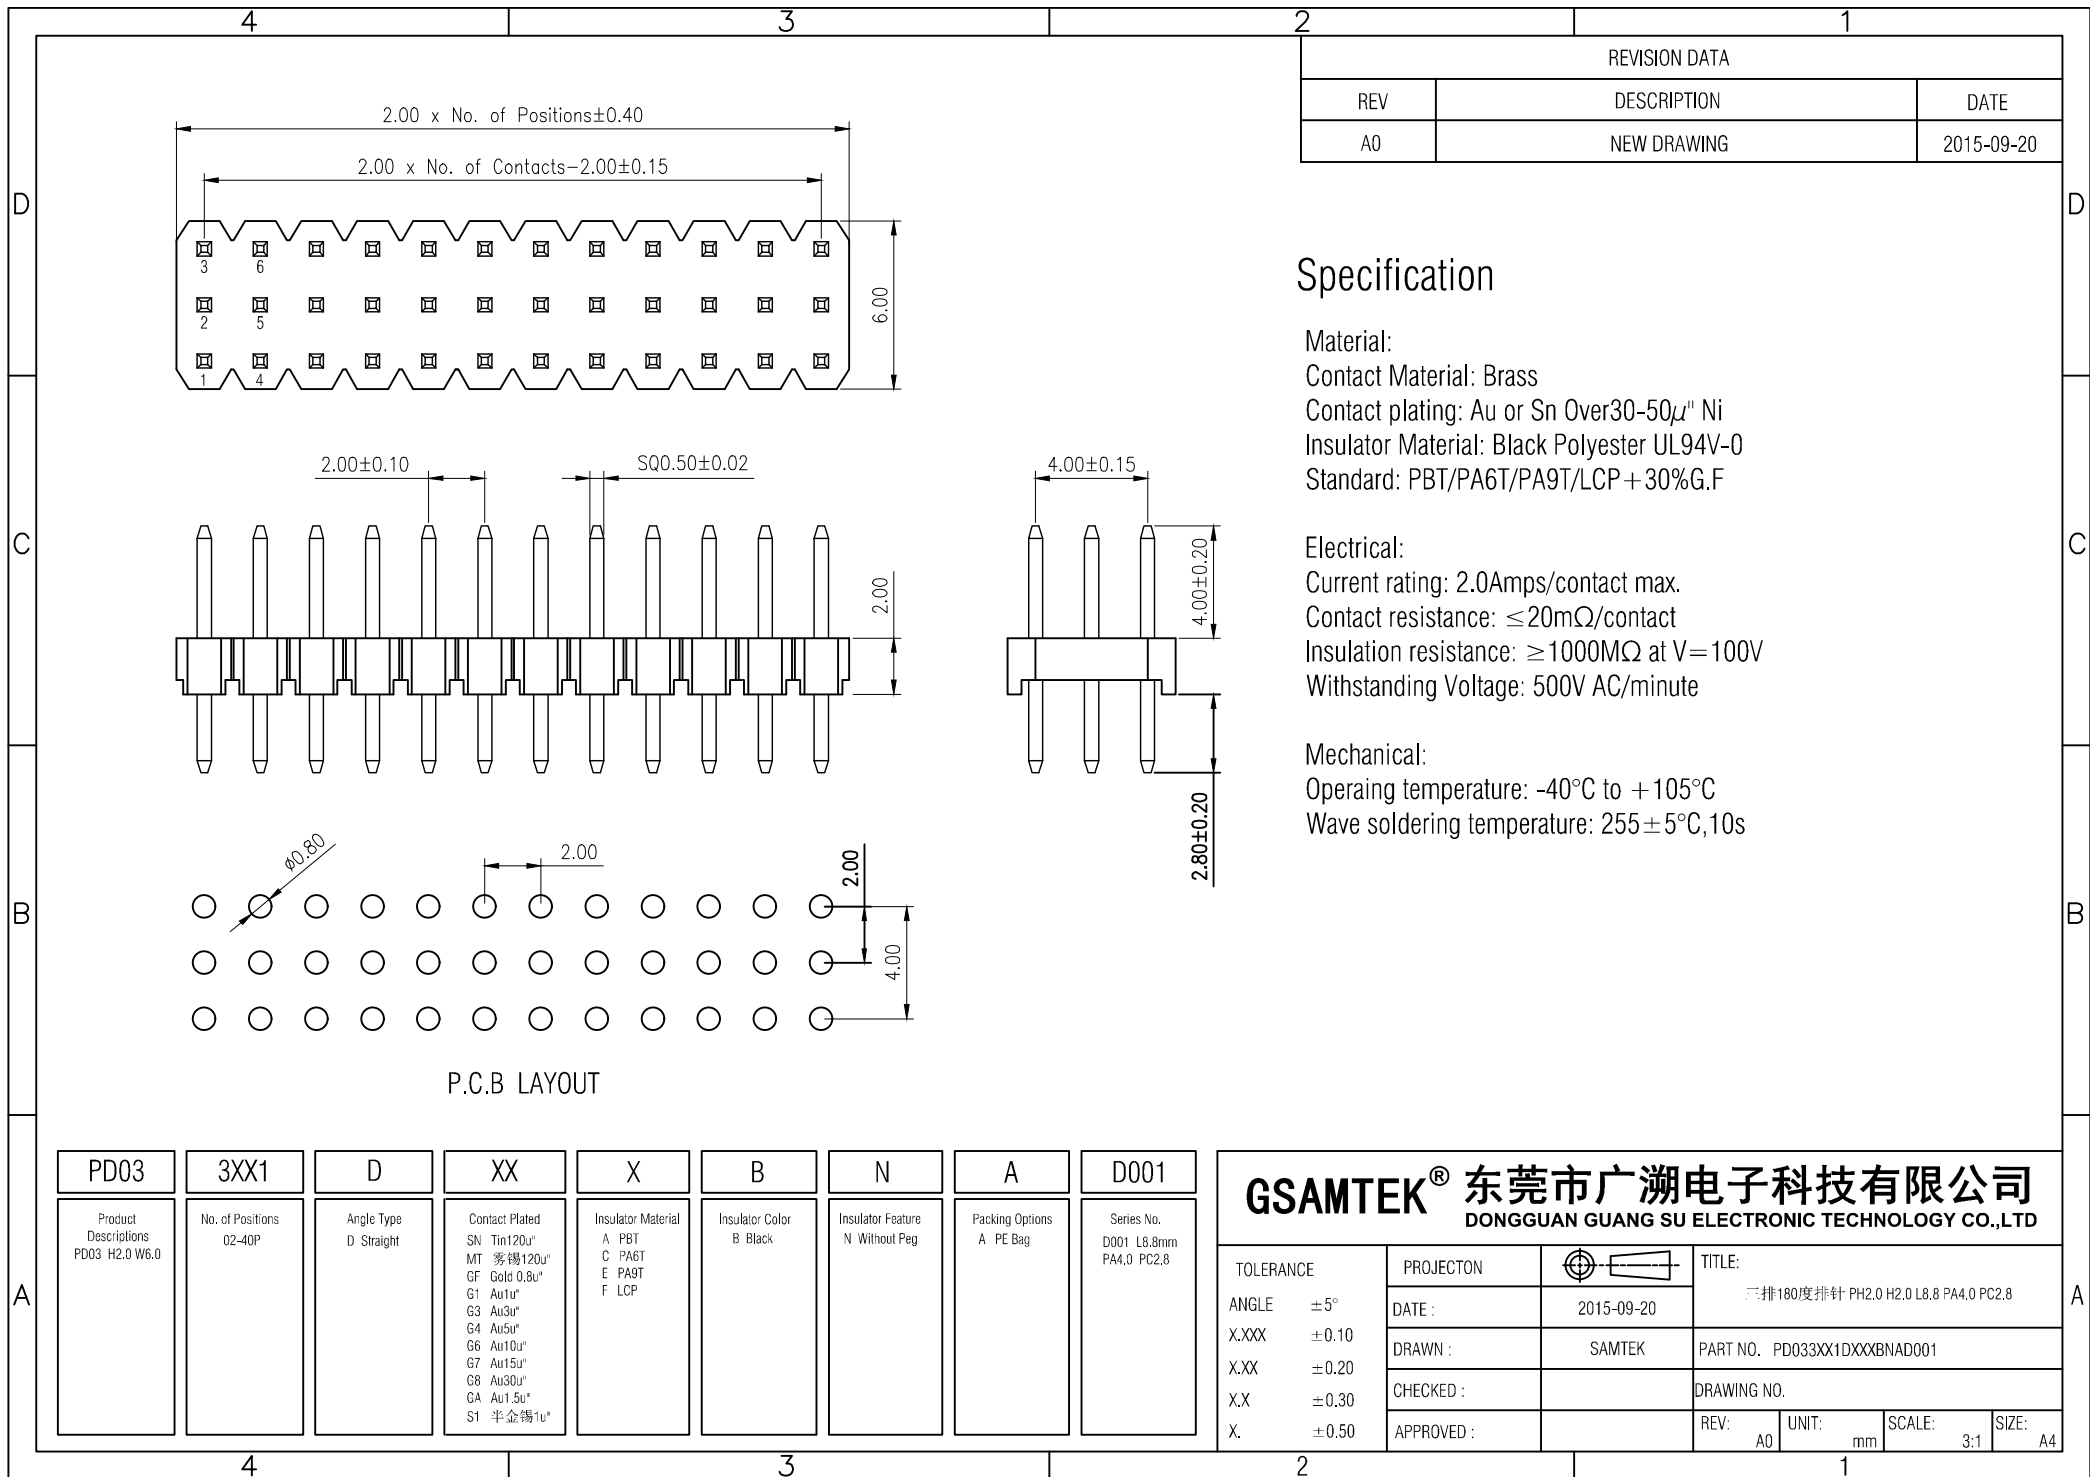 4 3 2 1
REVISION DATA
REV DESCRIPTION DATE
A0 NEW DRAWING 2015-09-20
2.00 x No. of Positions±0.40
2.00 x No. of Contacts-2.00±0.15
D D
3 6
2 5
1 4
6.00
Specification
Material:
Contact Material: Brass
Contact plating: Au or Sn Over30-50μ" Ni
Insulator Material: Black Polyester UL94V-0
Standard: PBT/PA6T/PA9T/LCP+30%G.F
Electrical:
Current rating: 2.0Amps/contact max.
Contact resistance: ≤20mΩ/contact
Insulation resistance: ≥1000MΩ at V=100V
Withstanding Voltage: 500V AC/minute
Mechanical:
Operaing temperature: -40°C to +105°C
Wave soldering temperature: 255±5°C,10s
2.00±0.10 SQ0.50±0.02 4.00±0.15
C C
2.00
4.00±0.20
2.80±0.20
ø0.80 2.00 2.00
4.00
B B
P.C.B LAYOUT
PD03 3XX1 D XX X B N A D001
Product
Descriptions
PD03 H2.0 W6.0
No. of Positions
02-40P
Angle Type
D Straight
Contact Plated
SN Tin120u"
MT 雾锡120u"
GF Gold 0.8u"
G1 Au1u"
G3 Au3u"
G4 Au5u"
G6 Au10u"
G7 Au15u"
G8 Au30u"
GA Au1.5u"
S1 半金锡1u"
Insulator Material
A PBT
C PA6T
E PA9T
F LCP
Insulator Color
B Black
Insulator Feature
N Without Peg
Packing Options
A PE Bag
Series No.
D001 L8.8mm
PA4.0 PC2.8
GSAMTEK® 东莞市广溯电子科技有限公司
DONGGUAN GUANG SU ELECTRONIC TECHNOLOGY CO.,LTD
TOLERANCE
ANGLE ±5°
X.XXX ±0.10
X.XX ±0.20
X.X ±0.30
X. ±0.50
PROJECTON
DATE : 2015-09-20
DRAWN : SAMTEK
CHECKED :
APPROVED :
TITLE:
三排180度排针 PH2.0 H2.0 L8.8 PA4.0 PC2.8
PART NO. PD033XX1DXXXBNAD001
DRAWING NO.
REV: A0 UNIT: mm SCALE: 3:1 SIZE: A4
A A
4 3 2 1